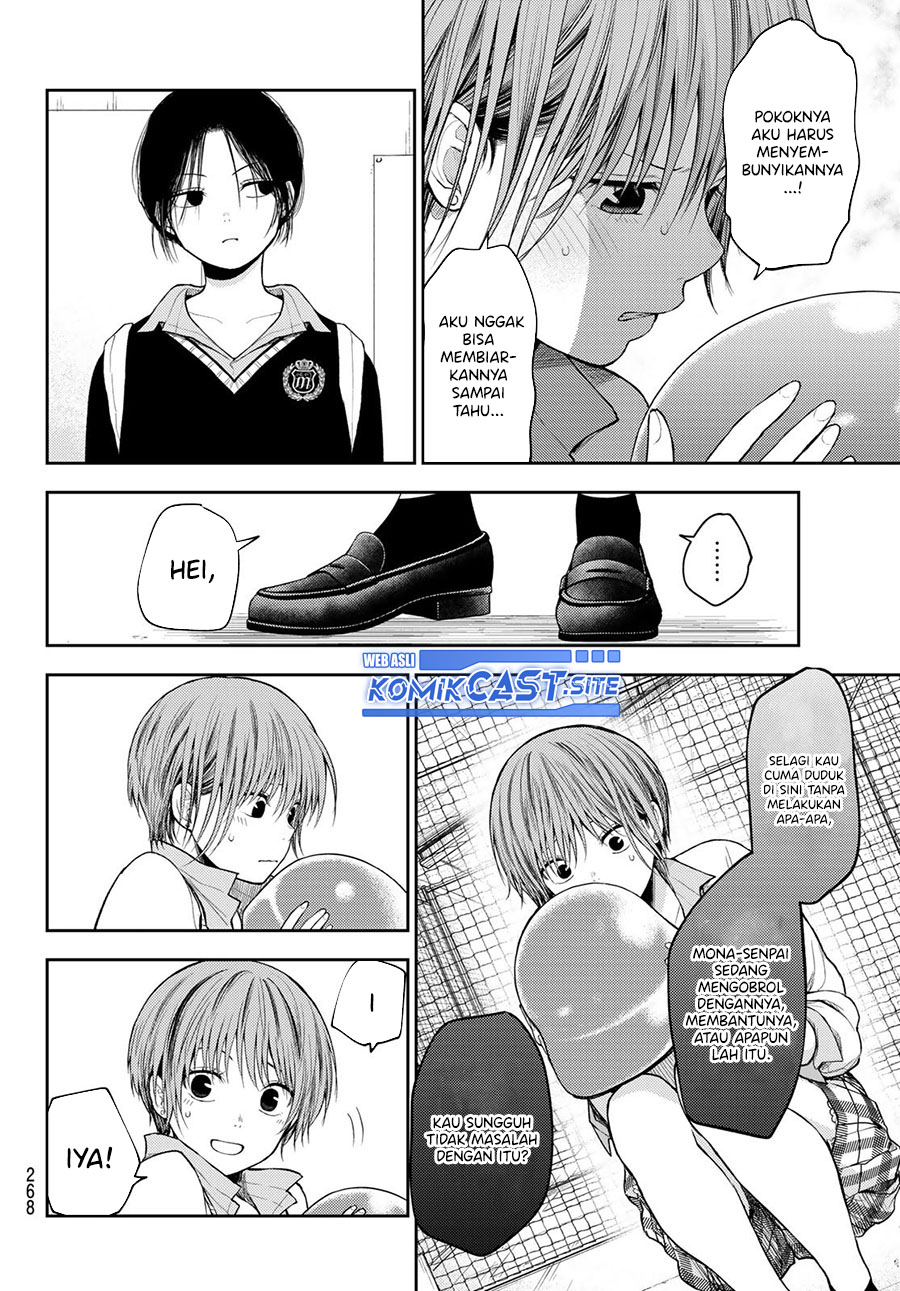 POKOKNYA
AKU HARUS
MENYEM-
BUNYIKANNYA
...!
AKU NGGAK
BISA
MEMBIAR-
KANNYA
SAMPAI
TAHU...
m
.......
HEI,
WEB ASLI
KOMIKCAST.SITE
SELAGI KAU
CUMA DUDUK
DI SINI TANPA
MELAKUKAN
APA-APA,
MONA-SENPAI
SEDANG
MENGOBROL
DENGANNYA,
MEMBANTUNYA,
ATAU APAPUN
LAH ITU.
KAU SUNGGUH
TIDAK MASALAH
DENGAN ITU?
I
IYA!
268